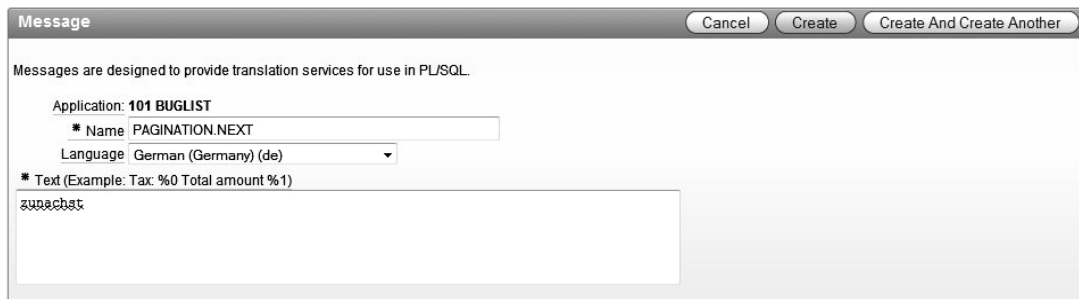 Message
Cancel
Create
Create And Create Another
Messages are designed to provide translation services for use in PL/SQL.
Application: 101 BUGLIST
* Name PAGINATION.NEXT
Language German (Germany) (de)
* Text (Example: Tax: %0 Total amount %1)
zunachst